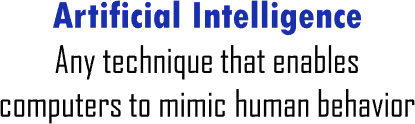 Artificial Intelligence
Any technique that enables
computers to mimic human behavior